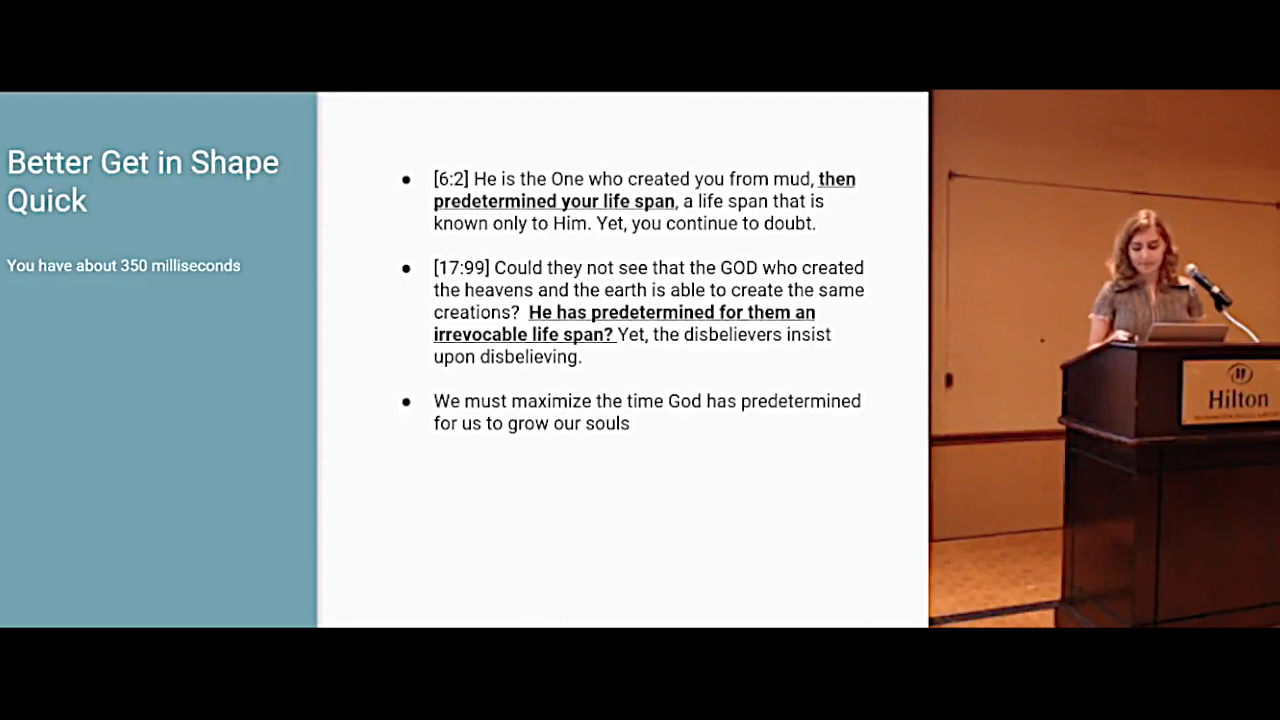 Better Get in Shape
Quick
You have about 350 milliseconds
● [6:2] He is the One who created you from mud, then
predetermined your life span, a life span that is
known only to Him. Yet, you continue to doubt.
● [17:99] Could they not see that the GOD who created
the heavens and the earth is able to create the same
creations? He has predetermined for them an
irrevocable life span? Yet, the disbelievers insist
upon disbelieving.
● We must maximize the time God has predetermined
for us to grow our souls
Hilton